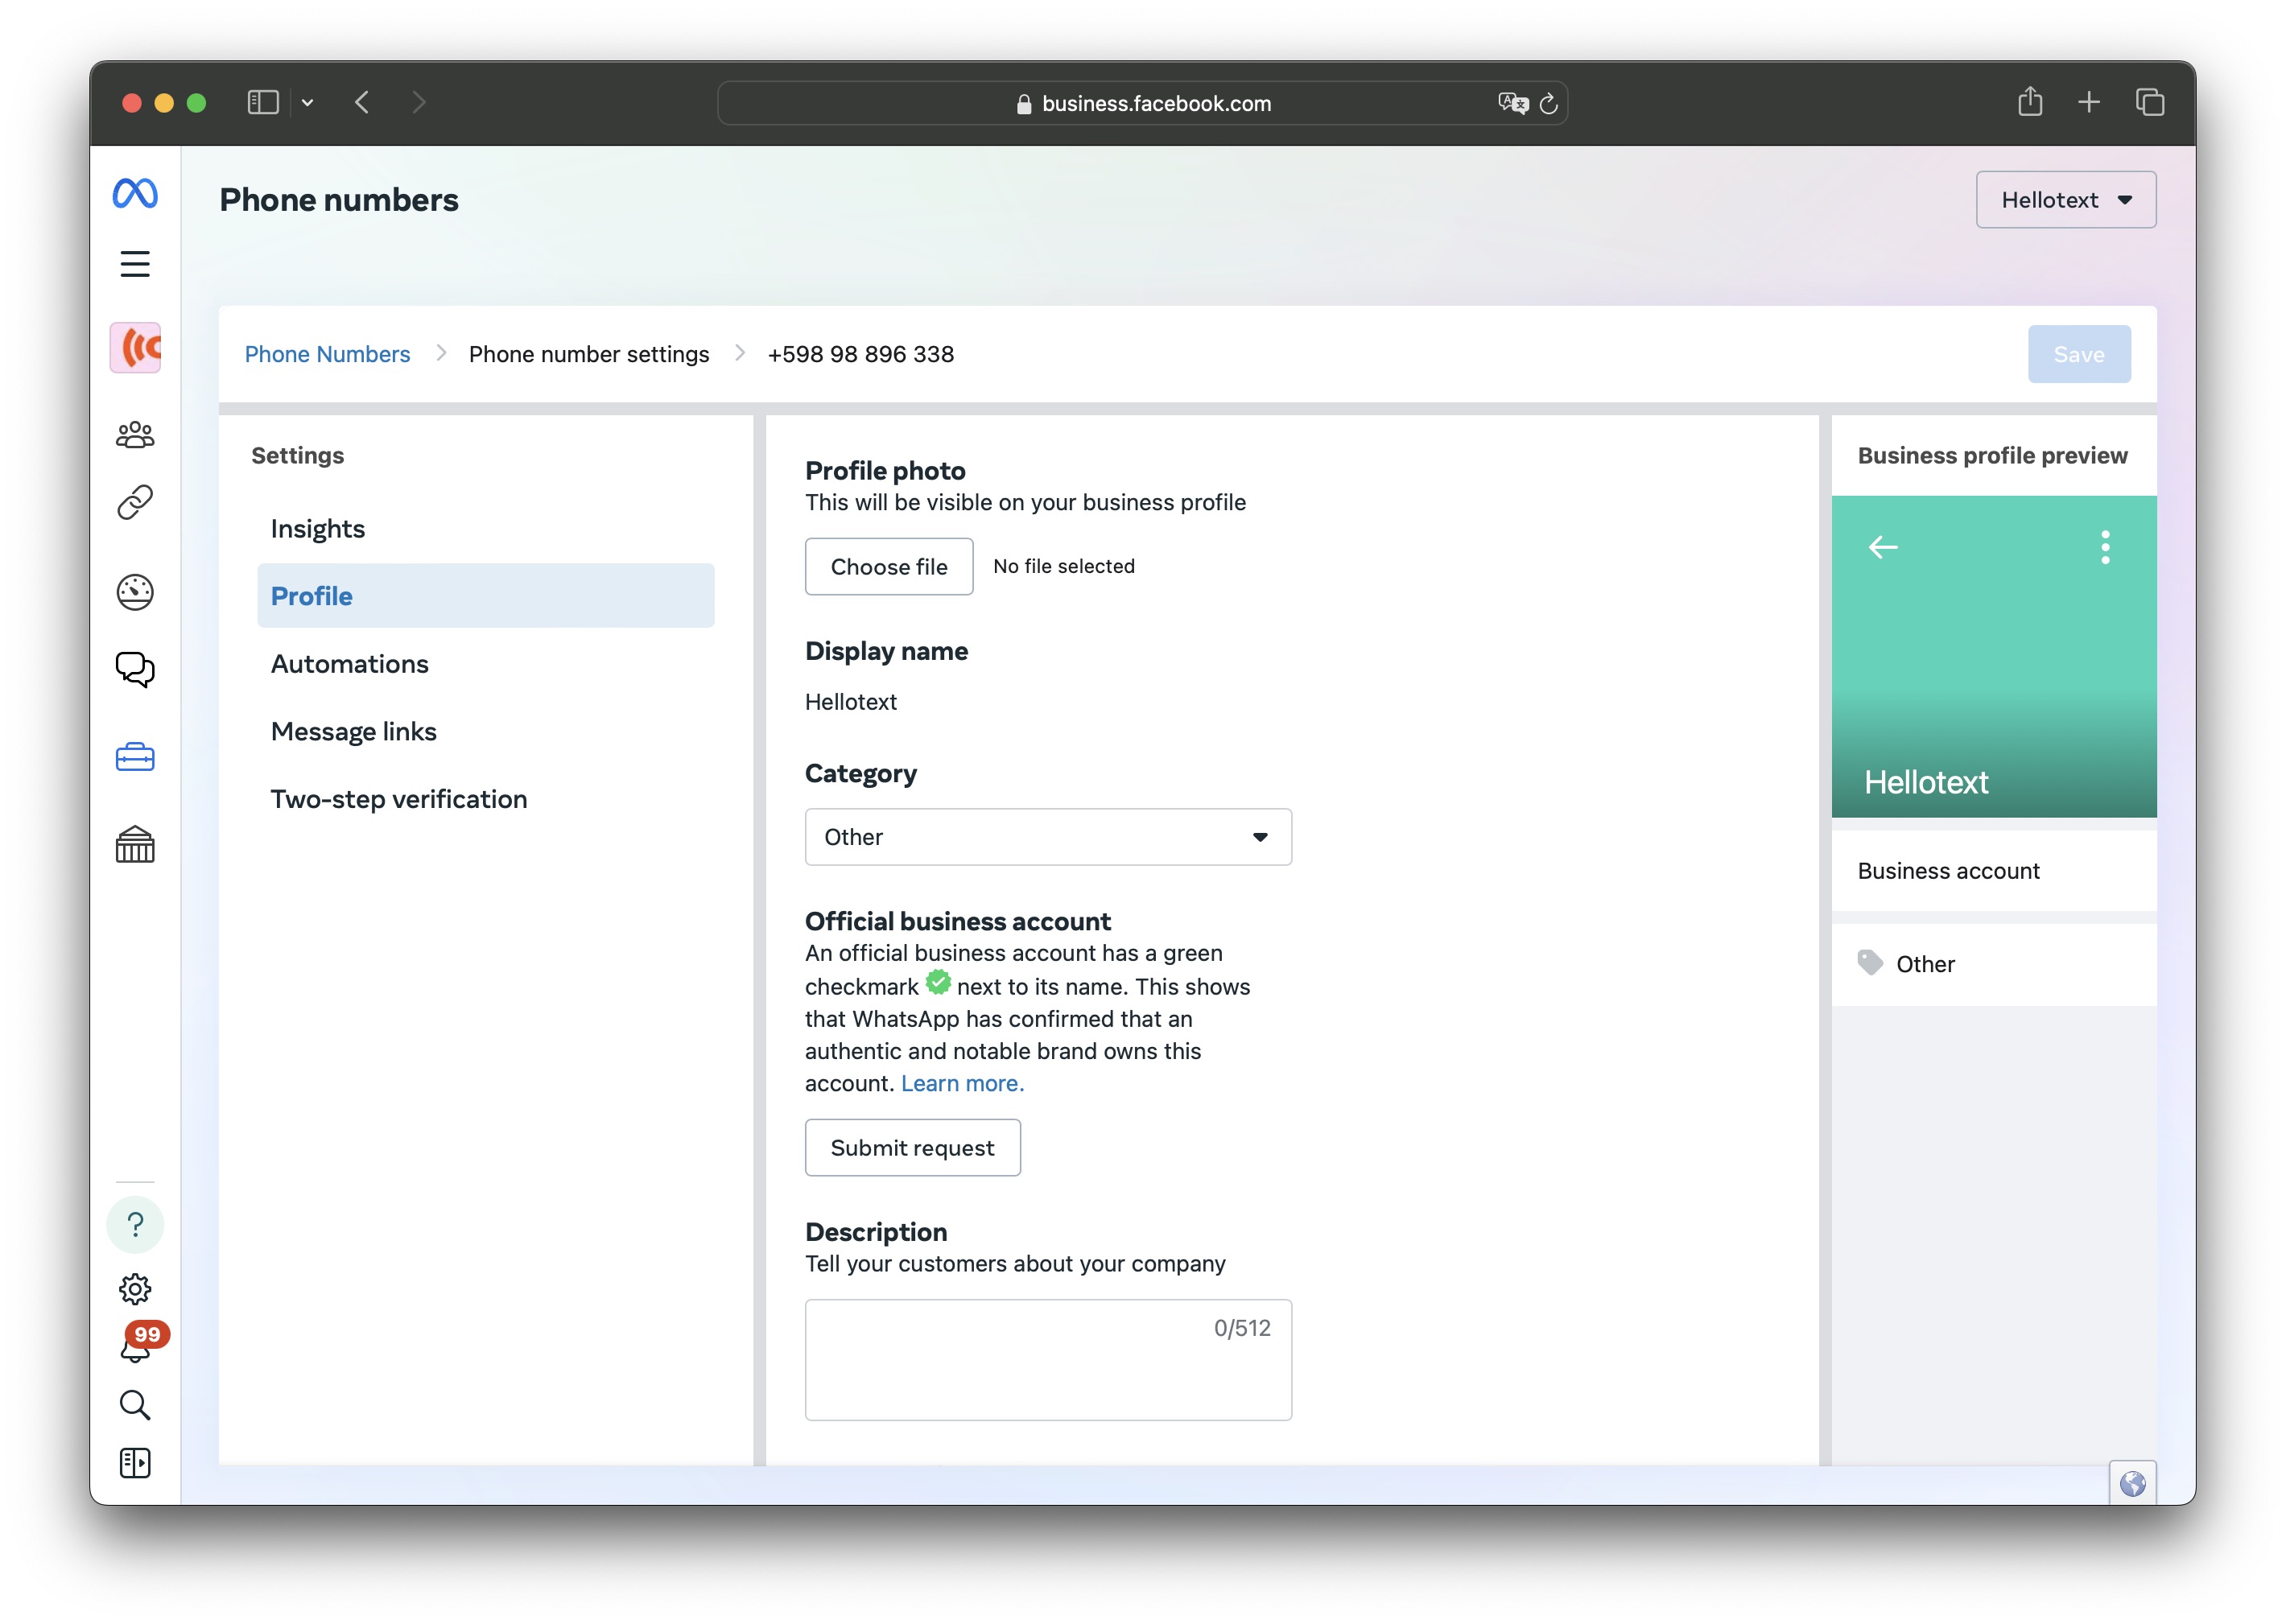 business.facebook.com
Phone numbers
Hellotext
Phone Numbers
Phone number settings
+598 98 896 338
Save
Settings
Insights
Profile
Automations
Message links
Two-step verification
Profile photo
This will be visible on your business profile
Choose file
No file selected
Display name
Hellotext
Category
Other
Official business account
An official business account has a green
checkmark next to its name. This shows
that WhatsApp has confirmed that an
authentic and notable brand owns this
account. Learn more.
Submit request
Description
Tell your customers about your company
0/512
Business profile preview
Hellotext
Business account
Other
?
99